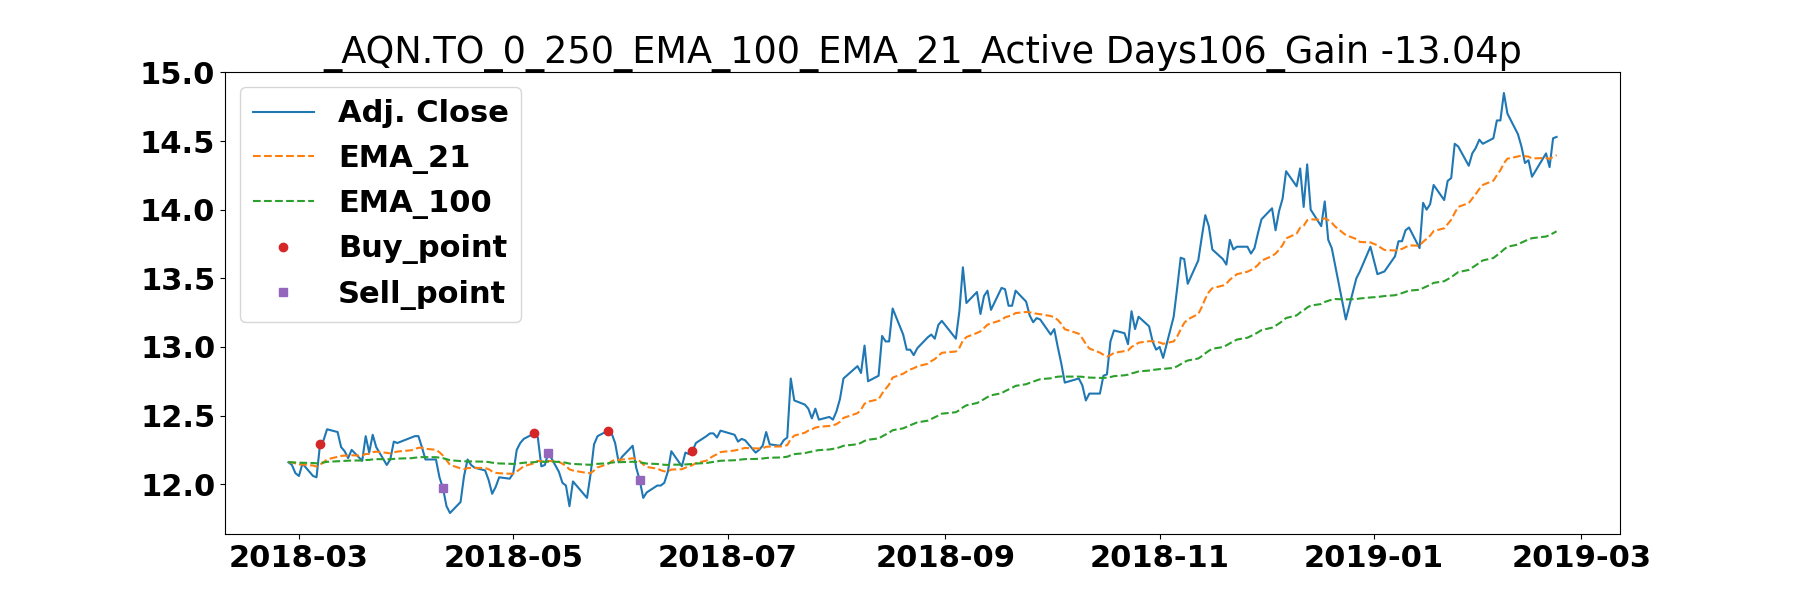 _AQN.TO_0_250_EMA_100_EMA_21_Active Days106_Gain -13.04p
15.0
14.5
14.0
13.5
13.0
12.5
12.0
Adj. Close
EMA_21
EMA_100
Buy_point
Sell_point
2018-03 2018-05 2018-07 2018-09 2018-11 2019-01 2019-03